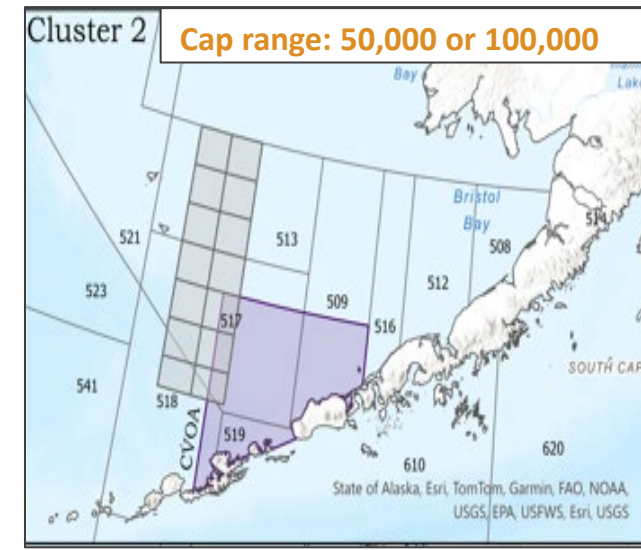 Cluster 2
Cap range: 50,000 or 100,000
Bay
Lake
Bristol
Bay
521
513
508
514
523
512
509
517
516
541
518
CVOA
519
SOUTH CAP
620
610
State of Alaska, Esri, TomTom, Garmin, FAO, NOAA,
USGS, EPA, USFWS, Esri, USGS